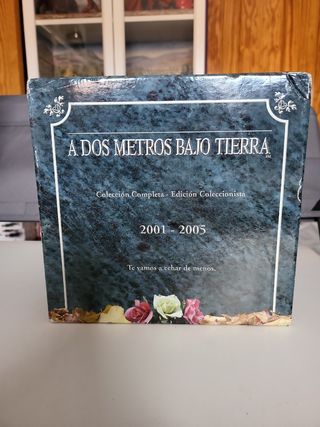 A DOS METROS BAJO TIERRA
Colección Completa - Edición Coleccionista
2001 - 2005
Te vamos a echar de menos.